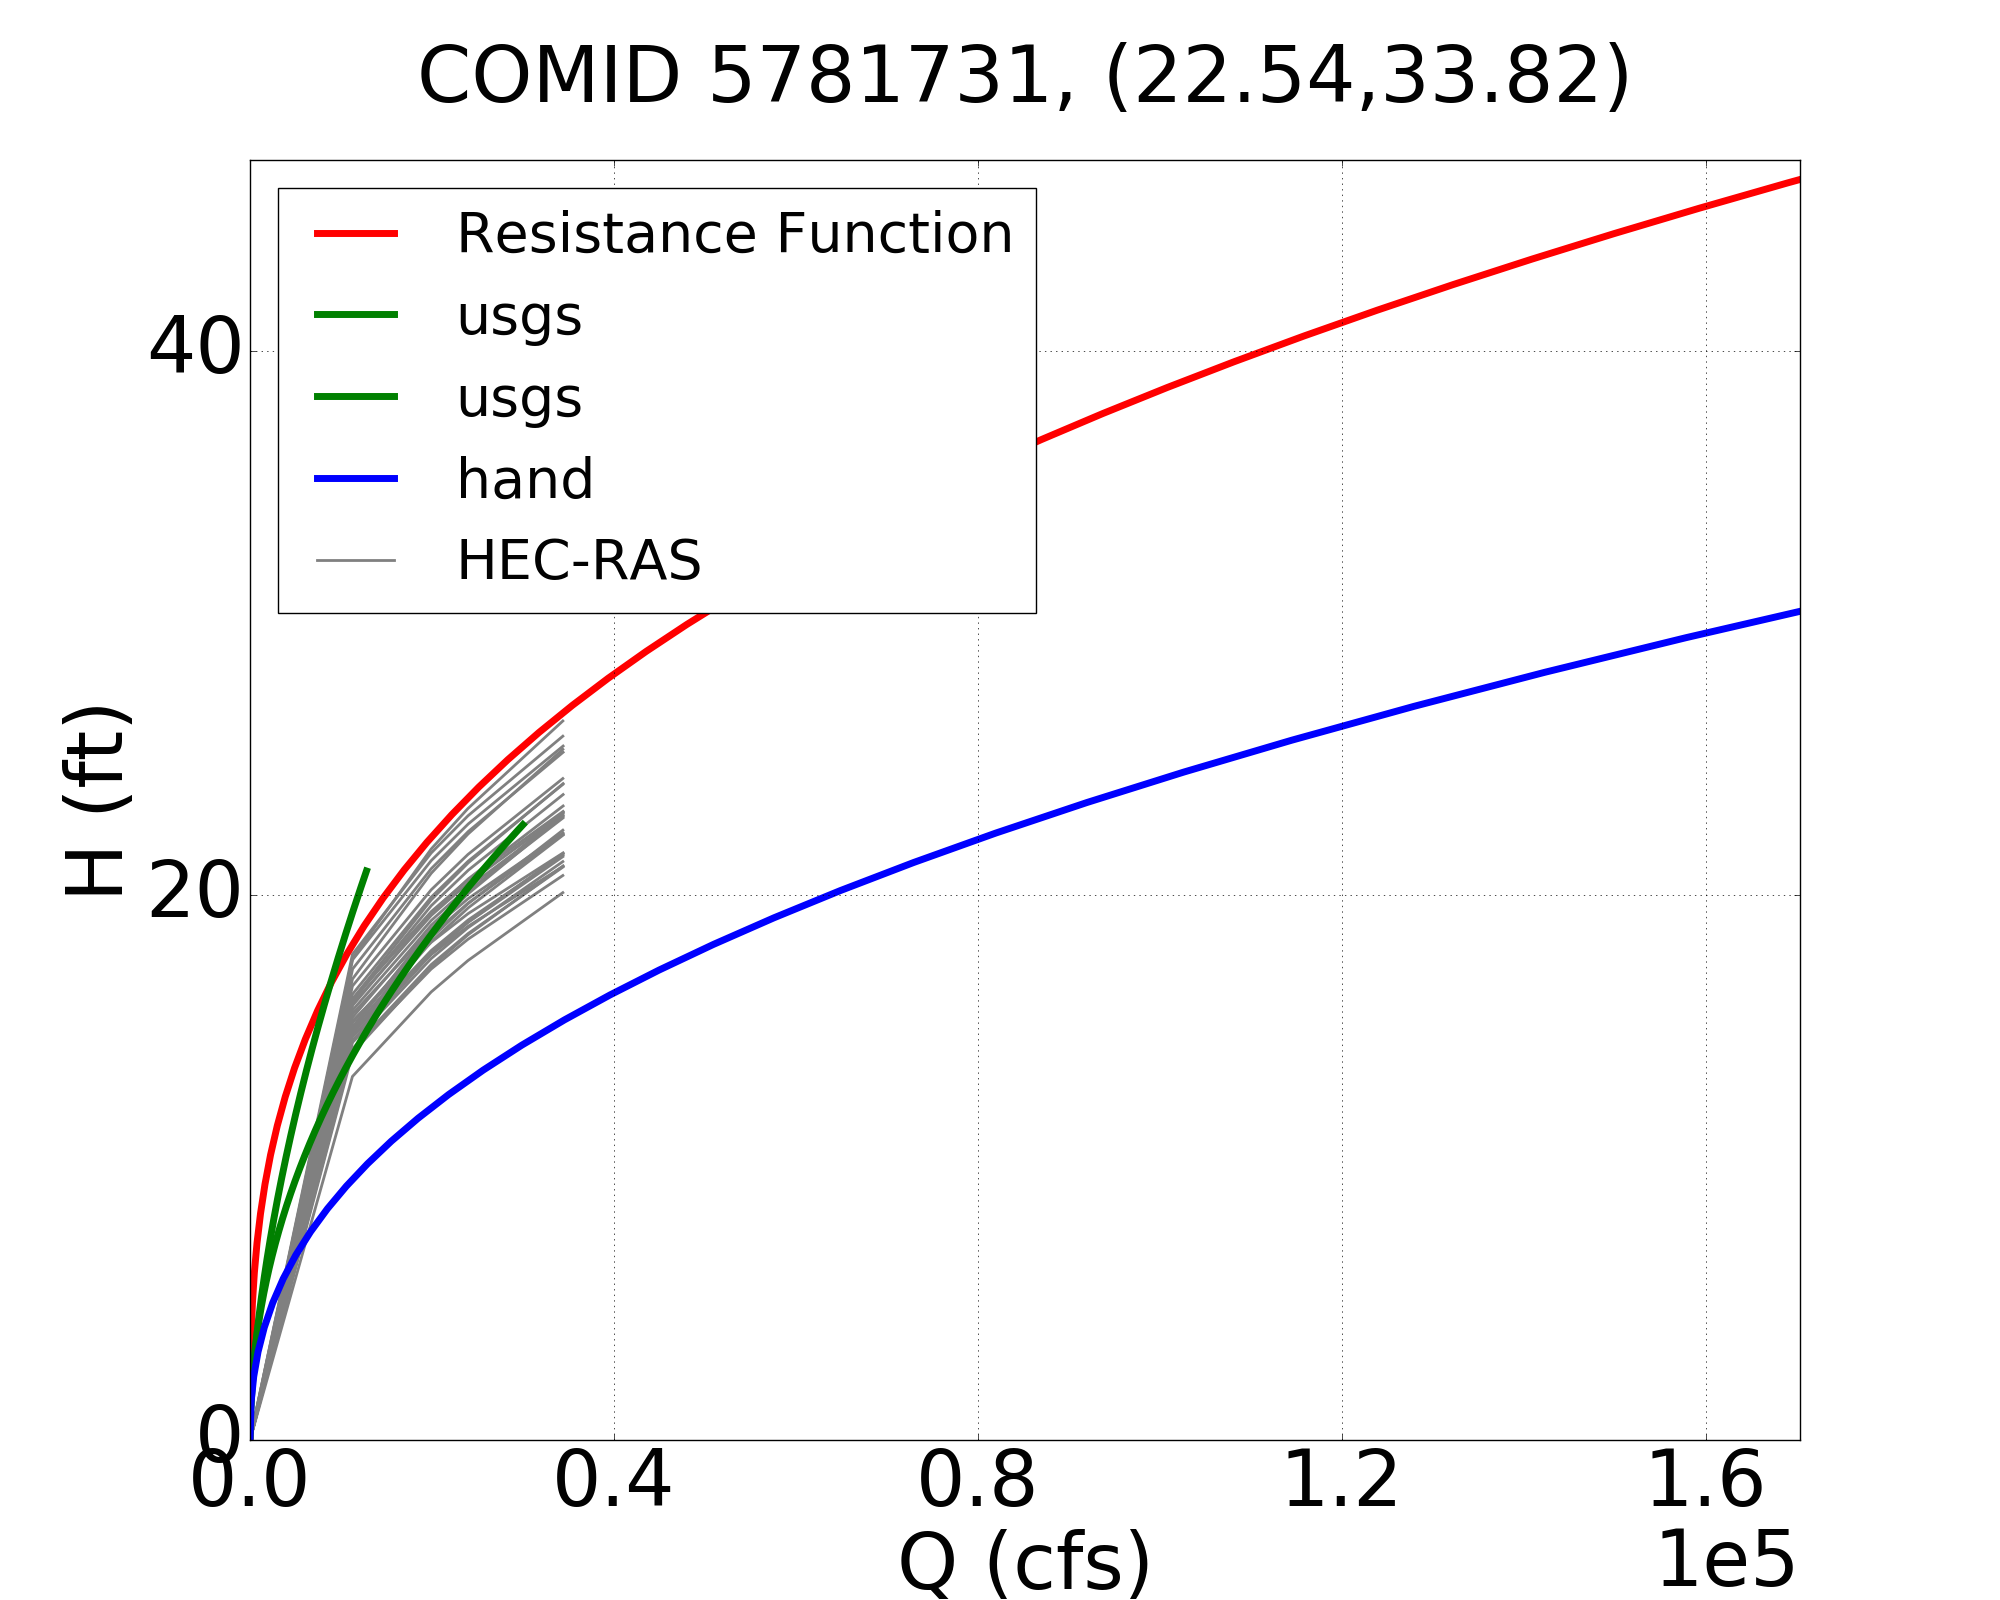 COMID 5781731, (22.54,33.82)
Resistance Function
usgs
usgs
hand
HEC-RAS
40
20
0
H (ft)
0.0 0.4 0.8 1.2 1.6
1e5
Q (cfs)